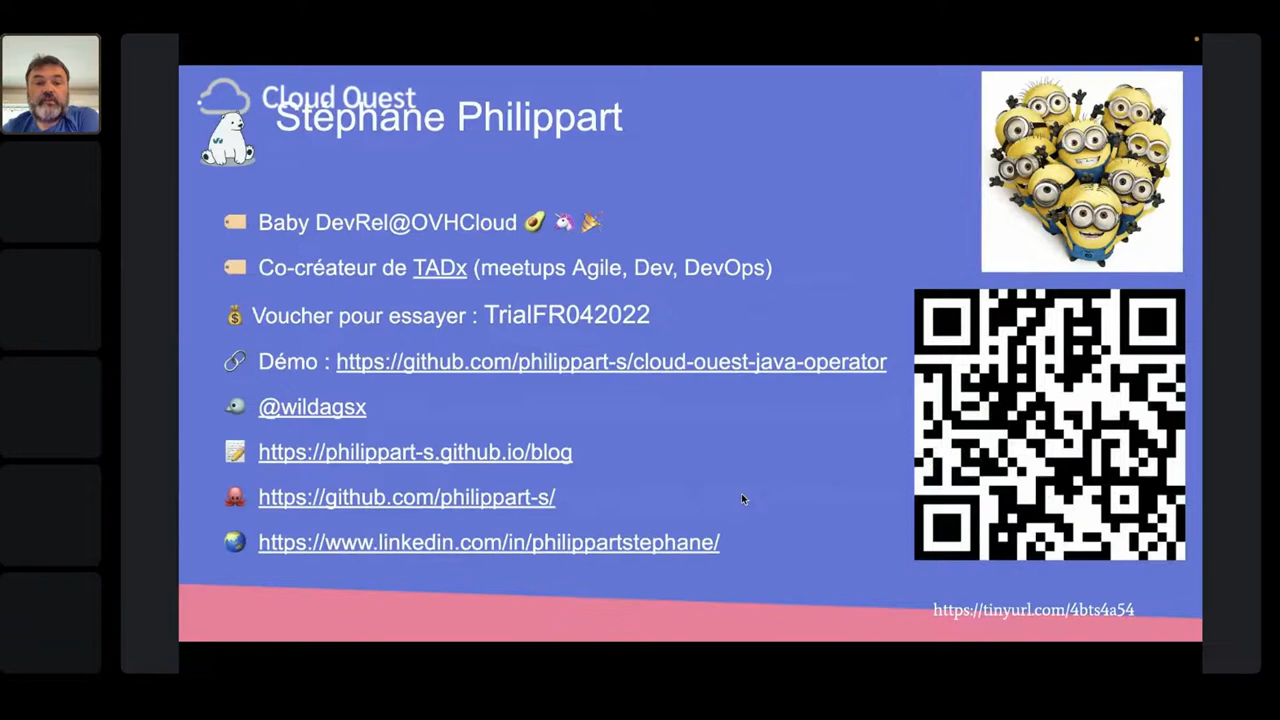 Cloud Ouest
Stéphane Philippart
Baby DevRel@OVHCloud 🥑 🦄 🎉
Co-créateur de TADx (meetups Agile, Dev, DevOps)
Voucher pour essayer : TrialFR042022
Démo : https://github.com/philippart-s/cloud-ouest-java-operator
@wildagsx
https://philippart-s.github.io/blog
https://github.com/philippart-s/
https://www.linkedin.com/in/philippartstephane/
https://tinyurl.com/4bts4a54